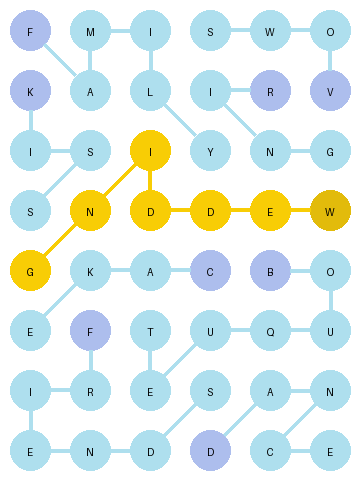 F M I S W O
K A L I R V
I S I Y N G
S N D D E W
G K A C B O
E F T U Q U
I R E S A N
E N D D C E